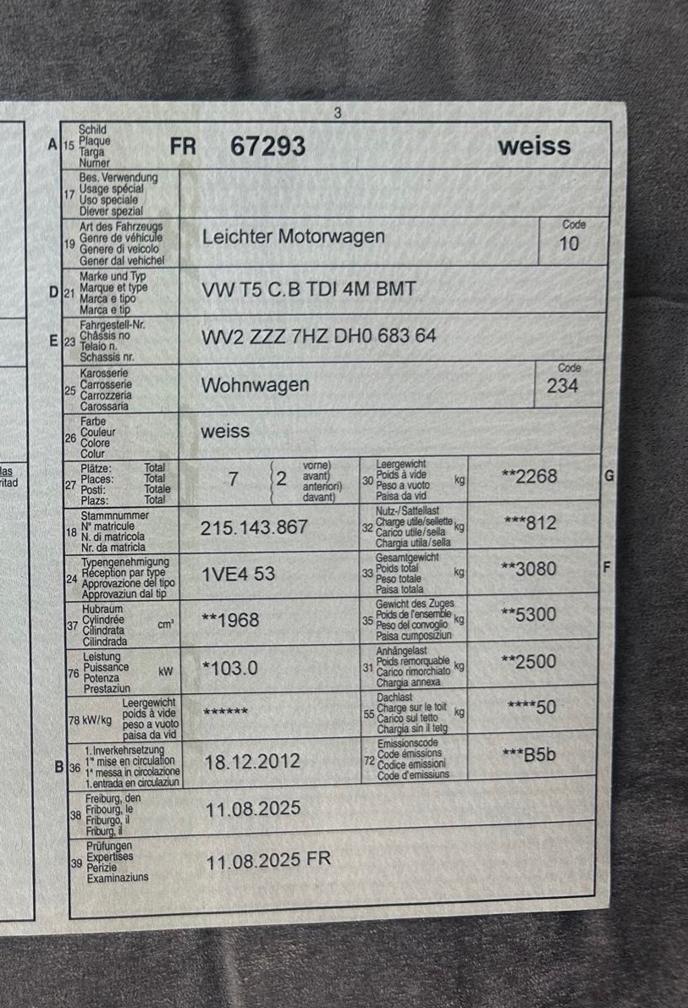 3
A 15 Schild
Plaque
Targa
Numer
FR 67293 weiss
17 Bes. Verwendung
Usage spécial
Uso speciale
Diever spezial
19 Art des Fahrzeugs
Genre de véhicule
Genere di veicolo
Gener dal vehichel
Leichter Motorwagen
Code
10
D 21 Marke und Typ
Marque et type
Marca e tipo
Marca e tip
VW T5 C.B TDI 4M BMT
E 23 Fahrgestell-Nr.
Châssis no
Telaio n.
Schassis nr.
WV2 ZZZ 7HZ DH0 683 64
25 Karosserie
Carrosserie
Carrozzeria
Carossaria
Wohnwagen
Code
234
26 Farbe
Couleur
Colore
Colur
weiss
27 Plätze: Total
Places: Total
Posti: Totale
Plazs: Total
7 { 2 vorne)
avant)
anteriori)
davant)
30 Leergewicht
Poids à vide
Peso a vuoto
Paisa da vid
kg
**2268
G
18 Stammnummer
N° matricule
N. di matricola
Nr. da matricla
215.143.867
32 Nutz-/Sattellast
Charge utile/sellette
Carico utile/sella
Chargia utila/sella
kg
***812
24 Typengenehmigung
Réception par type
Approvazione del tipo
Approvaziun dal tip
1VE4 53
33 Gesamtgewicht
Poids total
Peso totale
Paisa totala
kg
**3080
F
37 Hubraum
Cylindrée
Cilindrata
Cilindrada
cm³
**1968
35 Gewicht des Zuges
Poids de l'ensemble
Peso del convoglio
Paisa cumposiziun
kg
**5300
76 Leistung
Puissance
Potenza
Prestaziun
kW
*103.0
31 Anhängelast
Poids remorquable
Carico rimorchiato
Chargia annexa
kg
**2500
78 kW/kg Leergewicht
poids à vide
peso a vuoto
paisa da vid
******
55 Dachlast
Charge sur le toit
Carico sul tetto
Chargia sin il tetg
kg
****50
B 36 1.Inverkehrsetzung
1re mise en circulation
1a messa in circolazione
1.entrada en circulaziun
18.12.2012
72 Emissionscode
Code émissions
Codice emissioni
Code d'emissiuns
***B5b
38 Freiburg, den
Fribourg, le
Friburgo, il
Friburg, il
11.08.2025
39 Prüfungen
Expertises
Perizie
Examinaziuns
11.08.2025 FR